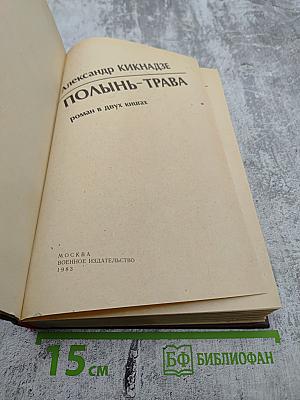 Александр КИКНАДЗЕ
ПОЛЫНЬ-ТРАВА
роман в двух книгах
МОСКВА
ВОЕННОЕ ИЗДАТЕЛЬСТВО
1983
15 см
БФ БИБЛИОФАН